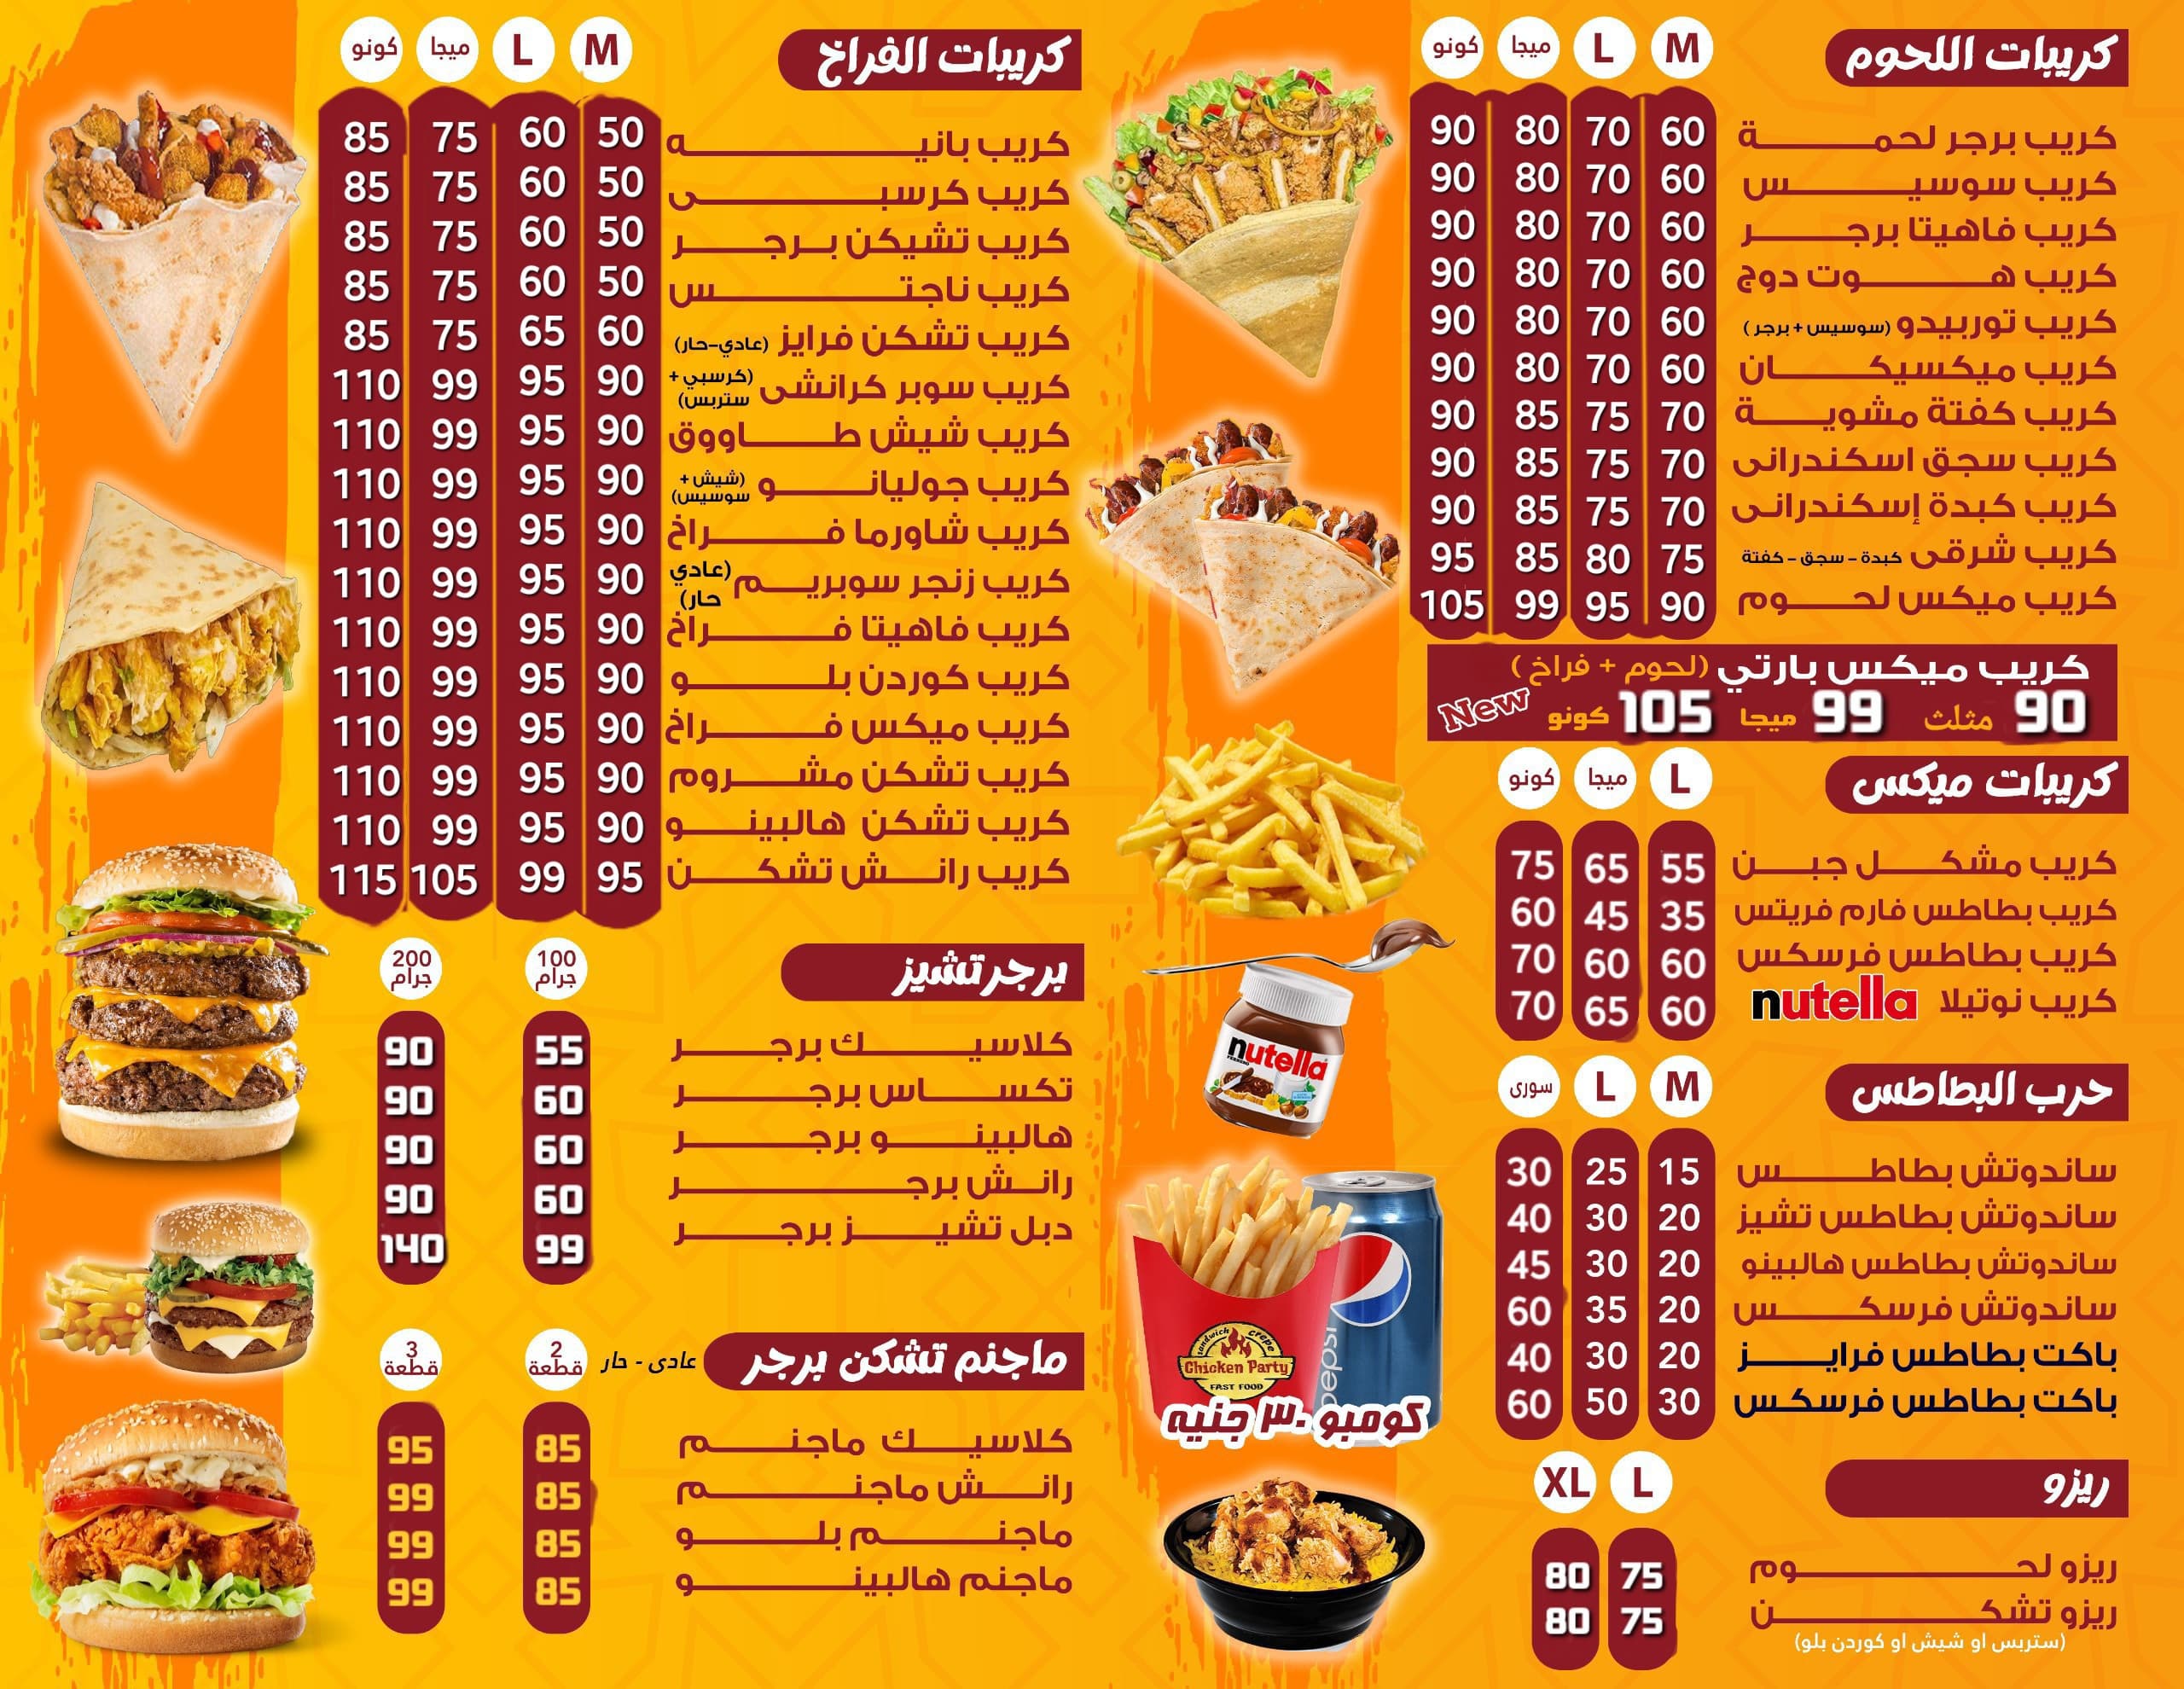 كريبات اللحوم
M L ميجا كونو
كريب برجر لحمة 60 70 80 90
كريب سوسيس 60 70 80 90
كريب فاهيتا برجر 60 70 80 90
كريب هوت دوج 60 70 80 90
كريب توربيدو (سوسيس + برجر) 60 70 80 90
كريب ميكسيكان 60 70 80 90
كريب كفتة مشوية 70 75 85 90
كريب سجق اسكندرانى 70 75 85 90
كريب كبدة إسكندرانى 70 75 85 90
كريب شرقى كبدة - سجق - كفتة 75 80 85 95
كريب ميكس لحوم 90 95 99 105
كريب ميكس بارتي (لحوم + فراخ)
90 مثلث 99 ميجا 105 كونو New
كريبات ميكس
L ميجا كونو
كريب مشكل جبن 55 65 75
كريب بطاطس فارم فريتس 35 45 60
كريب بطاطس فرسكس 60 60 70
كريب نوتيلا nutella 60 65 70
حرب البطاطس
M L سورى
ساندوتش بطاطس 15 25 30
ساندوتش بطاطس تشيز 20 30 40
ساندوتش بطاطس هالبينو 20 30 45
ساندوتش فرسكس 20 35 60
باكت بطاطس فرايز 20 30 40
باكت بطاطس فرسكس 30 50 60
ريزو
L XL
ريزو لحوم 75 80
ريزو تشكن 75 80
(ستربس او شيش او كوردن بلو)
nutella
FERRERO
pepsi
sandwich crepe
Chicken Party
FAST FOOD
كومبو ٣٠ جنيه
كريبات الفراخ
M L ميجا كونو
كريب بانيه 50 60 75 85
كريب كرسبى 50 60 75 85
كريب تشيكن برجر 50 60 75 85
كريب ناجتس 50 60 75 85
كريب تشكن فرايز (عادي-حار) 60 65 75 85
كريب سوبر كرانشى (كرسبي + ستربس) 90 95 99 110
كريب شيش طاووق 90 95 99 110
كريب جوليانو (شيش + سوسيس) 90 95 99 110
كريب شاورما فراخ 90 95 99 110
كريب زنجر سوبريم (عادي حار) 90 95 99 110
كريب فاهيتا فراخ 90 95 99 110
كريب كوردن بلو 90 95 99 110
كريب ميكس فراخ 90 95 99 110
كريب تشكن مشروم 90 95 99 110
كريب تشكن هالبينو 90 95 99 110
كريب رانش تشكن 95 99 105 115
برجر تشيز
100 جرام 200 جرام
كلاسيك برجر 55 90
تكساس برجر 60 90
هالبينو برجر 60 90
رانش برجر 60 90
دبل تشيز برجر 99 140
ماجنم تشكن برجر عادى - حار
2 قطعة 3 قطعة
كلاسيك ماجنم 85 95
رانش ماجنم 85 99
ماجنم بلو 85 99
ماجنم هالبينو 85 99